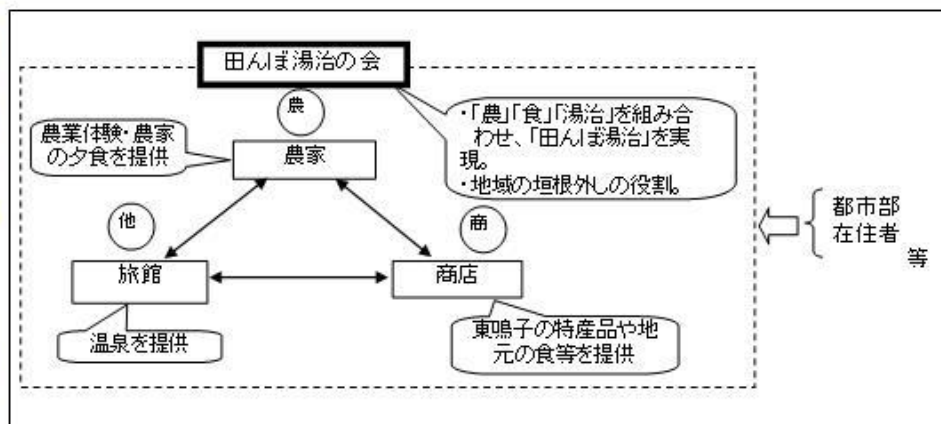 田んぼ湯治の会
農
農業体験・農家
の夕食を提供
農家
・「農」「食」「湯治」を組み合
わせ、「田んぼ湯治」を実
現。
・地域の垣根外しの役割。
他
商
都市部
在住者
等
旅館
商店
温泉を提供
東鳴子の特産品や地
元の食等を提供